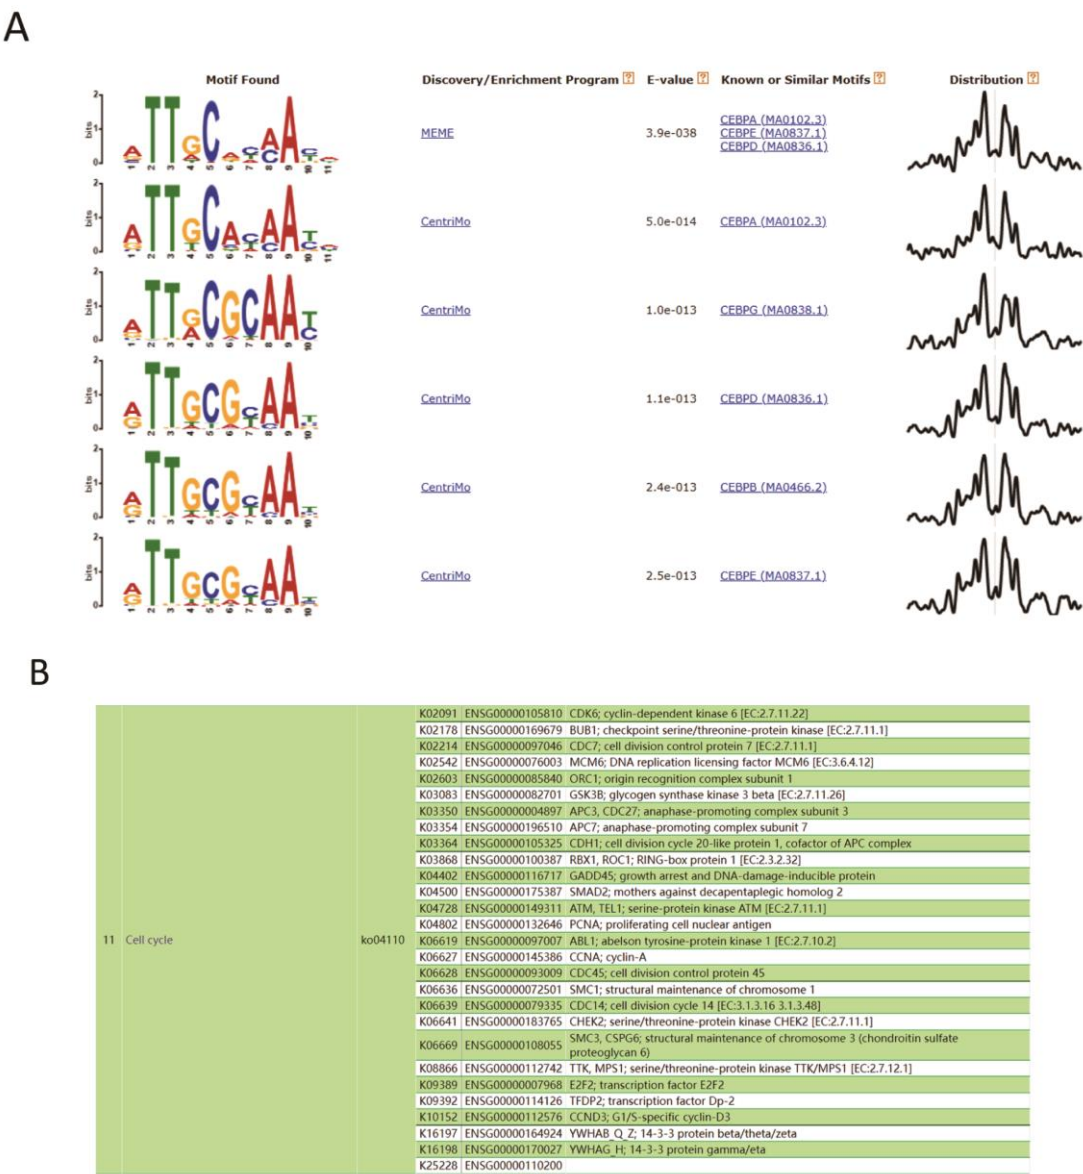 A
Motif Found Discovery/Enrichment Program ? E-value ? Known or Similar Motifs ? Distribution ?
MEME 3.9e-038 CEBPA (MA0102.3)
CEBPE (MA0837.1)
CEBPD (MA0836.1)
CentriMo 5.0e-014 CEBPA (MA0102.3)
CentriMo 1.0e-013 CEBPG (MA0838.1)
CentriMo 1.1e-013 CEBPD (MA0836.1)
CentriMo 2.4e-013 CEBPB (MA0466.2)
CentriMo 2.5e-013 CEBPE (MA0837.1)
B
11 Cell cycle ko04110
K02091 ENSG00000105810 CDK6; cyclin-dependent kinase 6 [EC:2.7.11.22]
K02178 ENSG00000169679 BUB1; checkpoint serine/threonine-protein kinase [EC:2.7.11.1]
K02214 ENSG00000097046 CDC7; cell division control protein 7 [EC:2.7.11.1]
K02542 ENSG00000076003 MCM6; DNA replication licensing factor MCM6 [EC:3.6.4.12]
K02603 ENSG00000085840 ORC1; origin recognition complex subunit 1
K03083 ENSG00000082701 GSK3B; glycogen synthase kinase 3 beta [EC:2.7.11.26]
K03350 ENSG00000004897 APC3, CDC27; anaphase-promoting complex subunit 3
K03354 ENSG00000196510 APC7; anaphase-promoting complex subunit 7
K03364 ENSG00000105325 CDH1; cell division cycle 20-like protein 1, cofactor of APC complex
K03868 ENSG00000100387 RBX1, ROC1; RING-box protein 1 [EC:2.3.2.32]
K04402 ENSG00000116717 GADD45; growth arrest and DNA-damage-inducible protein
K04500 ENSG00000175387 SMAD2; mothers against decapentaplegic homolog 2
K04728 ENSG00000149311 ATM, TEL1; serine-protein kinase ATM [EC:2.7.11.1]
K04802 ENSG00000132646 PCNA; proliferating cell nuclear antigen
K06619 ENSG00000097007 ABL1; abelson tyrosine-protein kinase 1 [EC:2.7.10.2]
K06627 ENSG00000145386 CCNA; cyclin-A
K06628 ENSG00000093009 CDC45; cell division control protein 45
K06636 ENSG00000072501 SMC1; structural maintenance of chromosome 1
K06639 ENSG00000079335 CDC14; cell division cycle 14 [EC:3.1.3.16 3.1.3.48]
K06641 ENSG00000183765 CHEK2; serine/threonine-protein kinase CHEK2 [EC:2.7.11.1]
K06669 ENSG00000108055 SMC3, CSPG6; structural maintenance of chromosome 3 (chondroitin sulfate
proteoglycan 6)
K08866 ENSG00000112742 TTK, MPS1; serine/threonine-protein kinase TTK/MPS1 [EC:2.7.12.1]
K09389 ENSG00000007968 E2F2; transcription factor E2F2
K09392 ENSG00000114126 TFDP2; transcription factor Dp-2
K10152 ENSG00000112576 CCND3; G1/S-specific cyclin-D3
K16197 ENSG00000164924 YWHAB_Q_Z; 14-3-3 protein beta/theta/zeta
K16198 ENSG00000170027 YWHAG_H; 14-3-3 protein gamma/eta
K25228 ENSG00000110200